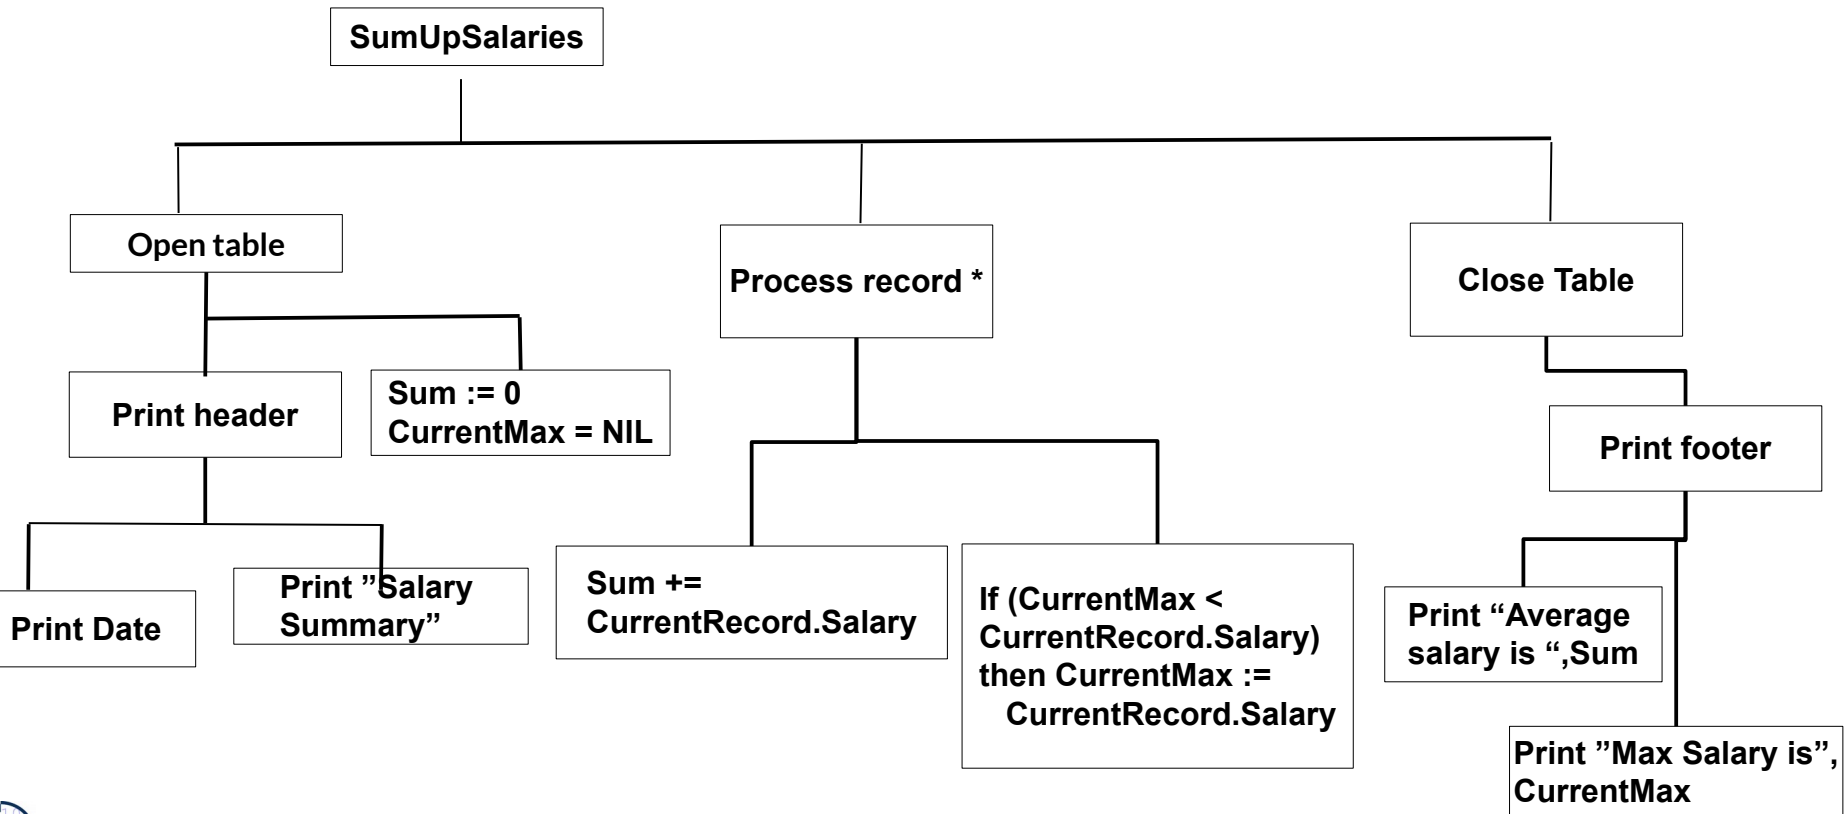 SumUpSalaries
Open table
Process record *
Close Table
Print header
Sum := 0
CurrentMax = NIL
Print footer
Print Date
Print ”Salary
Summary”
Sum +=
CurrentRecord.Salary
If (CurrentMax <
CurrentRecord.Salary)
then CurrentMax :=
CurrentRecord.Salary
Print “Average
salary is “,Sum
Print ”Max Salary is”,
CurrentMax